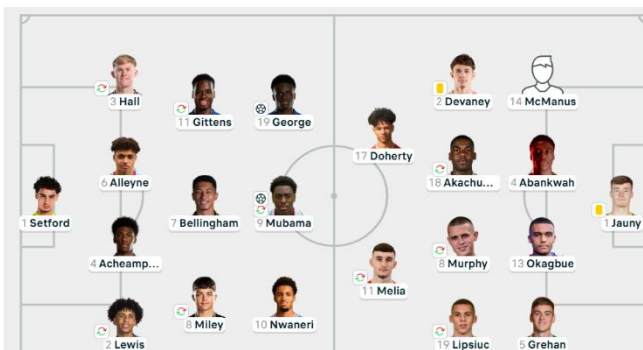 3 Hall
11 Gittens
19 George
2 Devaney
14 McManus
17 Doherty
6 Alleyne
18 Akachu...
4 Abankwah
1 Setford
7 Bellingham
9 Mubama
1 Jauny
4 Acheamp...
8 Murphy
13 Okagbue
11 Melia
8 Miley
10 Nwaneri
2 Lewis
19 Lipsiuc
5 Grehan